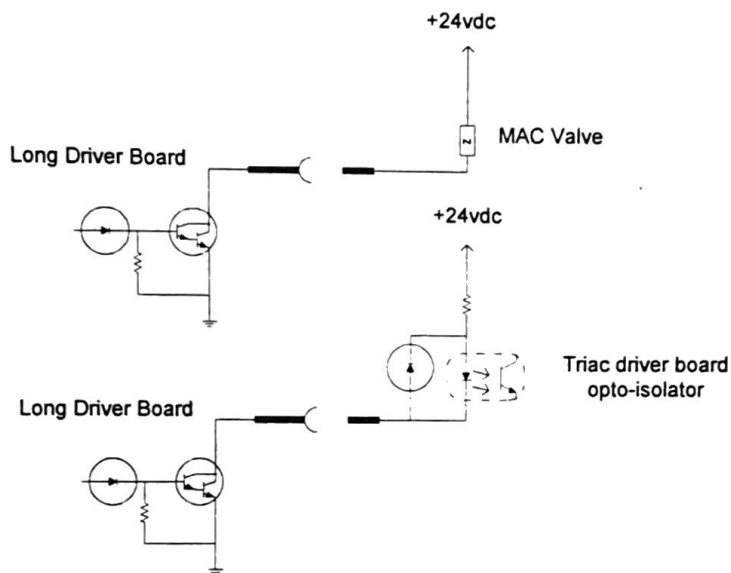 +24vdc
MAC Valve
Long Driver Board
+24vdc
Triac driver board
opto-isolator
Long Driver Board